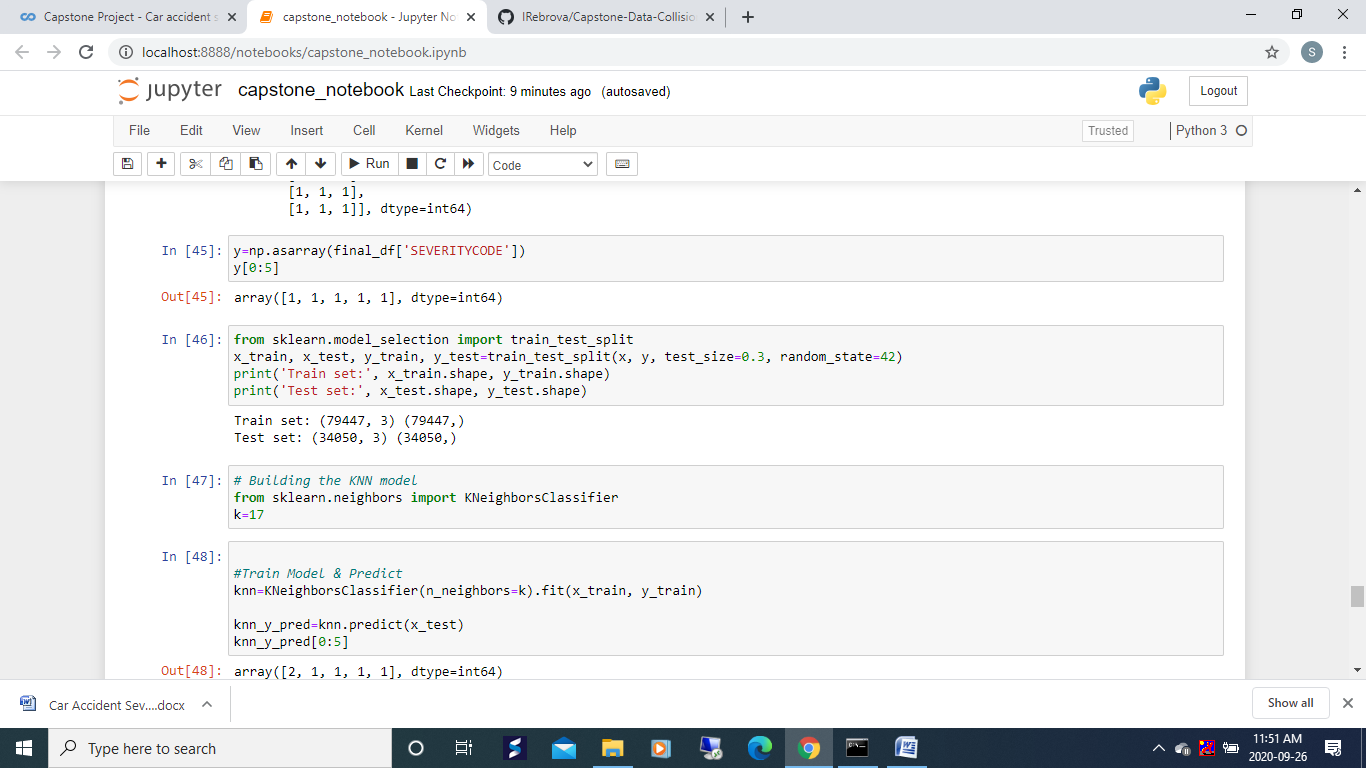 Capstone Project - Car accident s
capstone_notebook - Jupyter No
IRebrova/Capstone-Data-Collisio
localhost:8888/notebooks/capstone_notebook.ipynb
S
jupyter capstone_notebook Last Checkpoint: 9 minutes ago (autosaved)
Logout
File Edit View Insert Cell Kernel Widgets Help
Trusted
Python 3
Run
Code
[1, 1, 1],
[1, 1, 1]], dtype=int64)
In [45]: y=np.asarray(final_df['SEVERITYCODE'])
y[0:5]
Out[45]: array([1, 1, 1, 1, 1], dtype=int64)
In [46]: from sklearn.model_selection import train_test_split
x_train, x_test, y_train, y_test=train_test_split(x, y, test_size=0.3, random_state=42)
print('Train set:', x_train.shape, y_train.shape)
print('Test set:', x_test.shape, y_test.shape)
Train set: (79447, 3) (79447,)
Test set: (34050, 3) (34050,)
In [47]: # Building the KNN model
from sklearn.neighbors import KNeighborsClassifier
k=17
In [48]:
#Train Model & Predict
knn=KNeighborsClassifier(n_neighbors=k).fit(x_train, y_train)
knn_y_pred=knn.predict(x_test)
knn_y_pred[0:5]
Out[48]: array([2, 1, 1, 1, 1], dtype=int64)
Car Accident Sev....docx
Show all
Type here to search
11:51 AM
2020-09-26